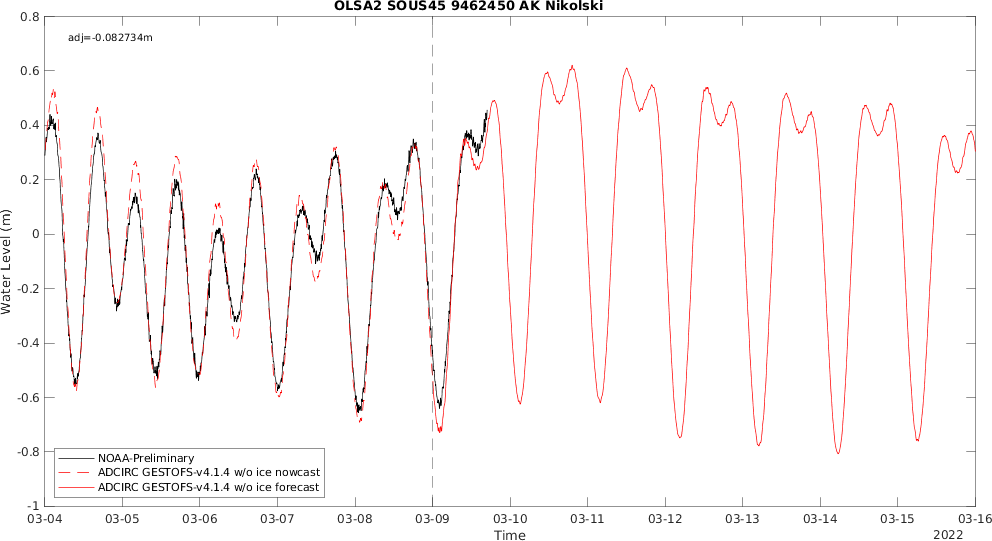 OLSA2 SOUS45 9462450 AK Nikolski
adj=-0.082734m
0.8
0.6
0.4
0.2
0
-0.2
-0.4
-0.6
-0.8
-1
Water Level (m)
NOAA-Preliminary
ADCIRC GESTOFS-v4.1.4 w/o ice nowcast
ADCIRC GESTOFS-v4.1.4 w/o ice forecast
03-04 03-05 03-06 03-07 03-08 03-09 03-10 03-11 03-12 03-13 03-14 03-15 03-16
Time
2022